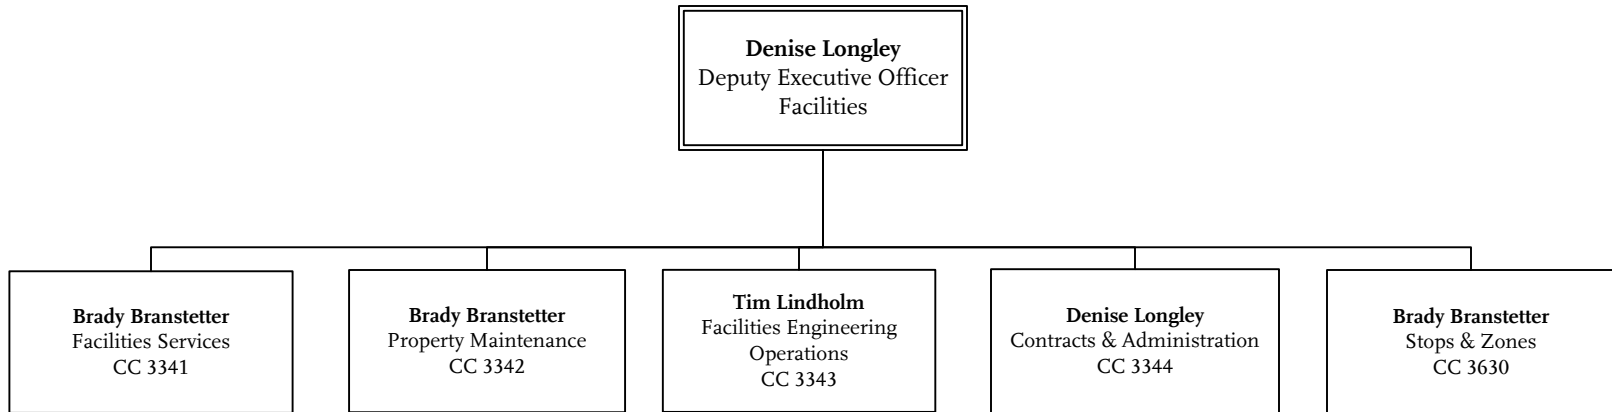 Denise Longley
Deputy Executive Officer
Facilities
Brady Branstetter
Facilities Services
CC 3341
Brady Branstetter
Property Maintenance
CC 3342
Tim Lindholm
Facilities Engineering
Operations
CC 3343
Denise Longley
Contracts & Administration
CC 3344
Brady Branstetter
Stops & Zones
CC 3630